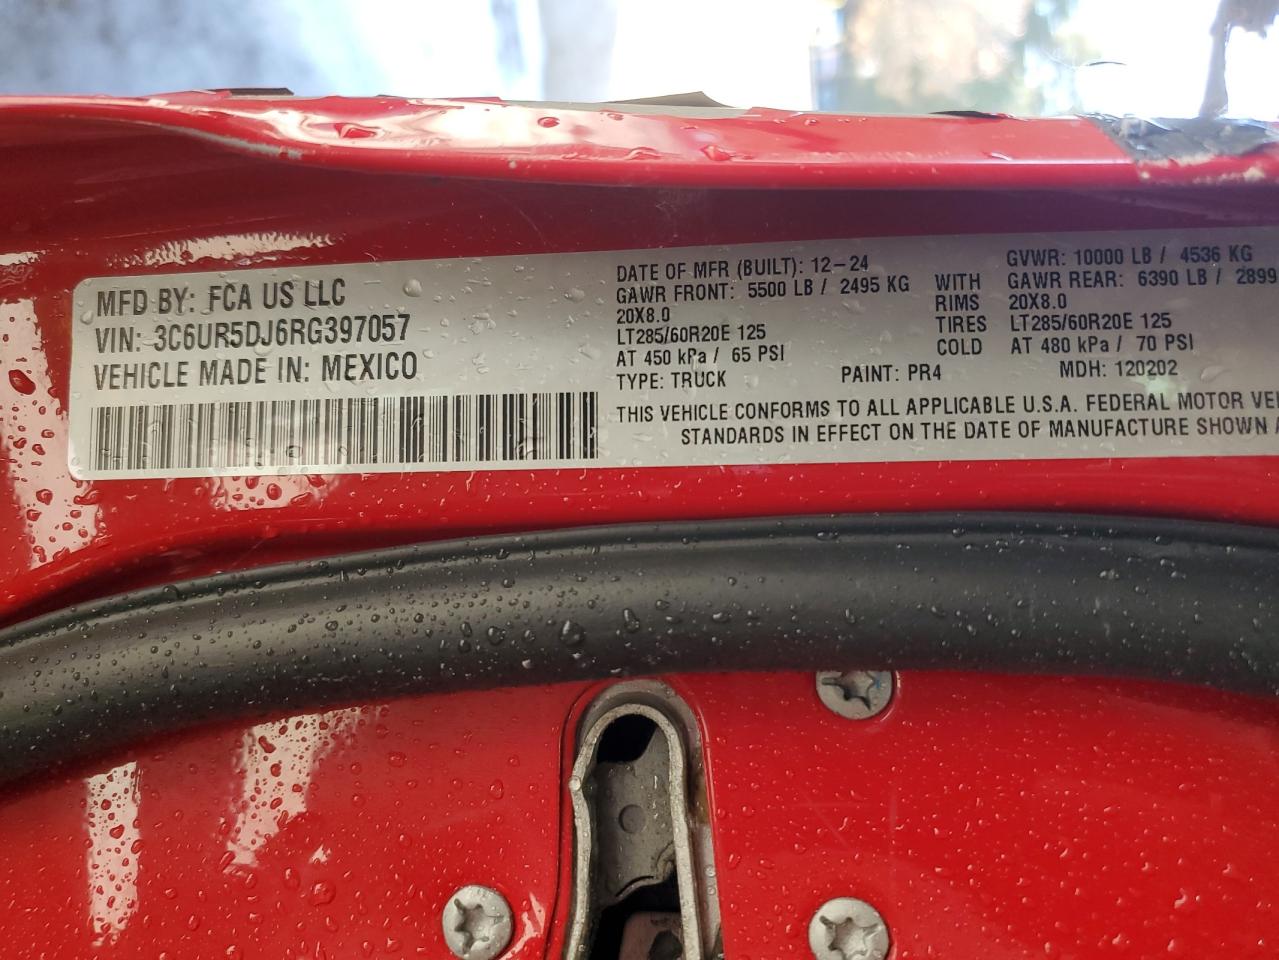 MFD BY: FCA US LLC
VIN: 3C6UR5DJ6RG397057
VEHICLE MADE IN: MEXICO
DATE OF MFR (BUILT): 12-24 GVWR: 10000 LB / 4536 KG
GAWR FRONT: 5500 LB / 2495 KG WITH GAWR REAR: 6390 LB / 2899
20X8.0 RIMS 20X8.0
LT285/60R20E 125 TIRES LT285/60R20E 125
AT 450 kPa / 65 PSI COLD AT 480 kPa / 70 PSI
TYPE: TRUCK PAINT: PR4 MDH: 120202
THIS VEHICLE CONFORMS TO ALL APPLICABLE U.S.A. FEDERAL MOTOR
STANDARDS IN EFFECT ON THE DATE OF MANUFACTURE SHOWN